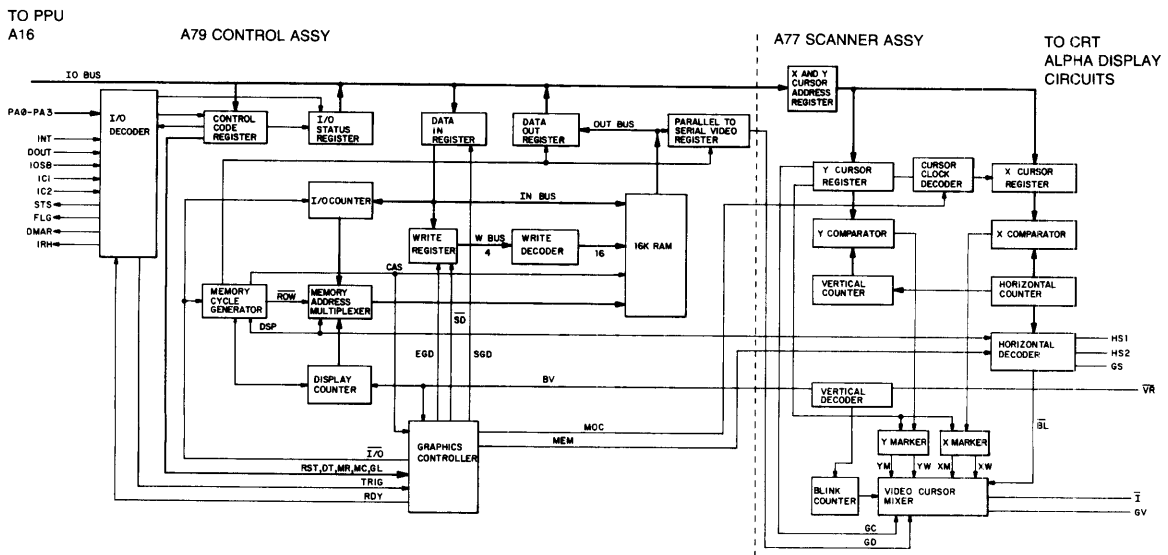 TO PPU
A16
A79 CONTROL ASSY
A77 SCANNER ASSY
TO CRT
ALPHA DISPLAY
CIRCUITS
IO BUS
X AND Y
CURSOR
ADDRESS
REGISTER
PA0-PA3
I/O
DECODER
CONTROL
CODE
REGISTER
I/O
STATUS
REGISTER
DATA
IN
REGISTER
DATA
OUT
REGISTER
OUT BUS
PARALLEL TO
SERIAL VIDEO
REGISTER
INT
DOUT
IOSB
IC1
IC2
STS
FLG
DMAR
IRH
Y CURSOR
REGISTER
CURSOR
CLOCK
DECODER
X CURSOR
REGISTER
I/O COUNTER
IN BUS
16K RAM
WRITE
REGISTER
W BUS
4
WRITE
DECODER
16
Y COMPARATOR
X COMPARATOR
CAS
MEMORY
CYCLE
GENERATOR
ROW
MEMORY
ADDRESS
MULTIPLEXER
VERTICAL
COUNTER
HORIZONTAL
COUNTER
DSP
SD
EGD
SGD
HORIZONTAL
DECODER
HS1
HS2
GS
DISPLAY
COUNTER
BV
VERTICAL
DECODER
VR
BL
MOC
MEM
GRAPHICS
CONTROLLER
Y MARKER
X MARKER
I/O
YM
YW
XM
XW
RST,DT,MR,MC,GL
TRIG
RDY
BLINK
COUNTER
VIDEO CURSOR
MIXER
I
GV
GC
GD